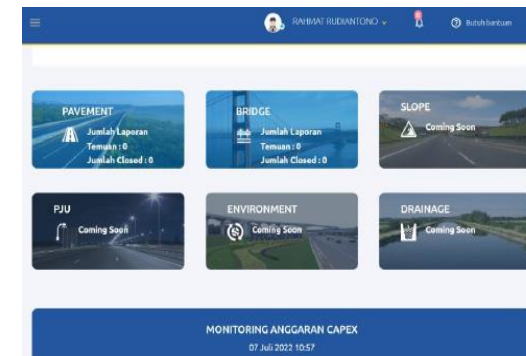 RAHMAT RUDIANTONO
Butuh bantuan
PAVEMENT
Jumlah Laporan
Temuan : 0
Jumlah Closed : 0
BRIDGE
Jumlah Laporan
Temuan : 0
Jumlah Closed : 0
SLOPE
Coming Soon
PJU
Coming Soon
ENVIRONMENT
Coming Soon
DRAINAGE
Coming Soon
MONITORING ANGGARAN CAPEX
07 Juli 2022 10:57